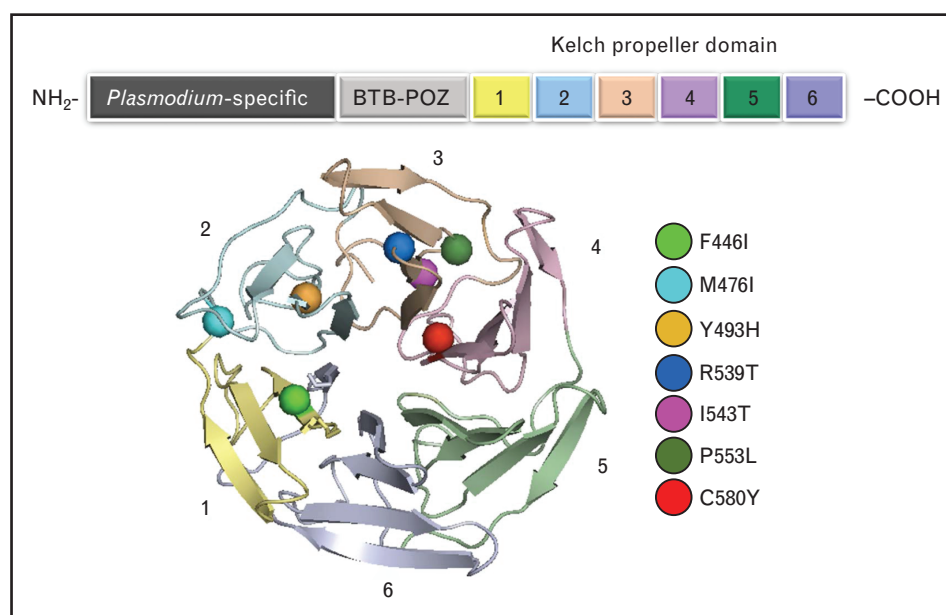 Kelch propeller domain
NH₂- Plasmodium-specific BTB-POZ 1 2 3 4 5 6 –COOH
3
2
4
F446I
M476I
Y493H
R539T
I543T
P553L
C580Y
5
1
6